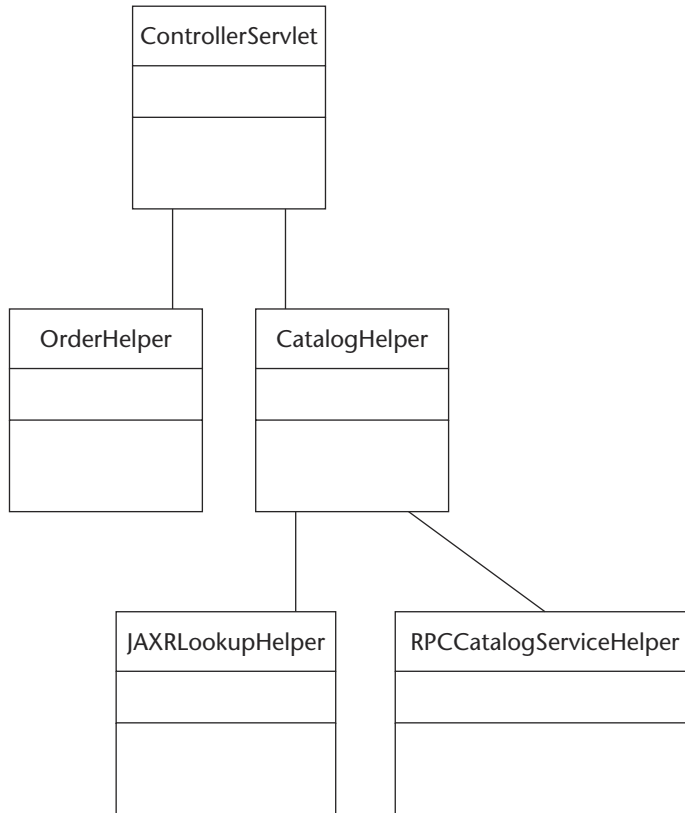 ControllerServlet
OrderHelper
CatalogHelper
JAXRLookupHelper
RPCCatalogServiceHelper